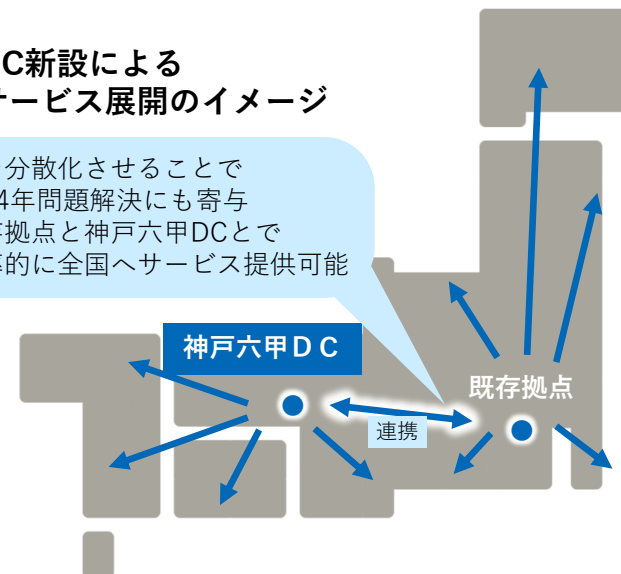 C新設による
ービス展開のイメージ
分散化させることで
4年問題解決にも寄与
拠点と神戸六甲DCとで
的に全国へサービス提供可能
神戸六甲ＤＣ
既存拠点
連携